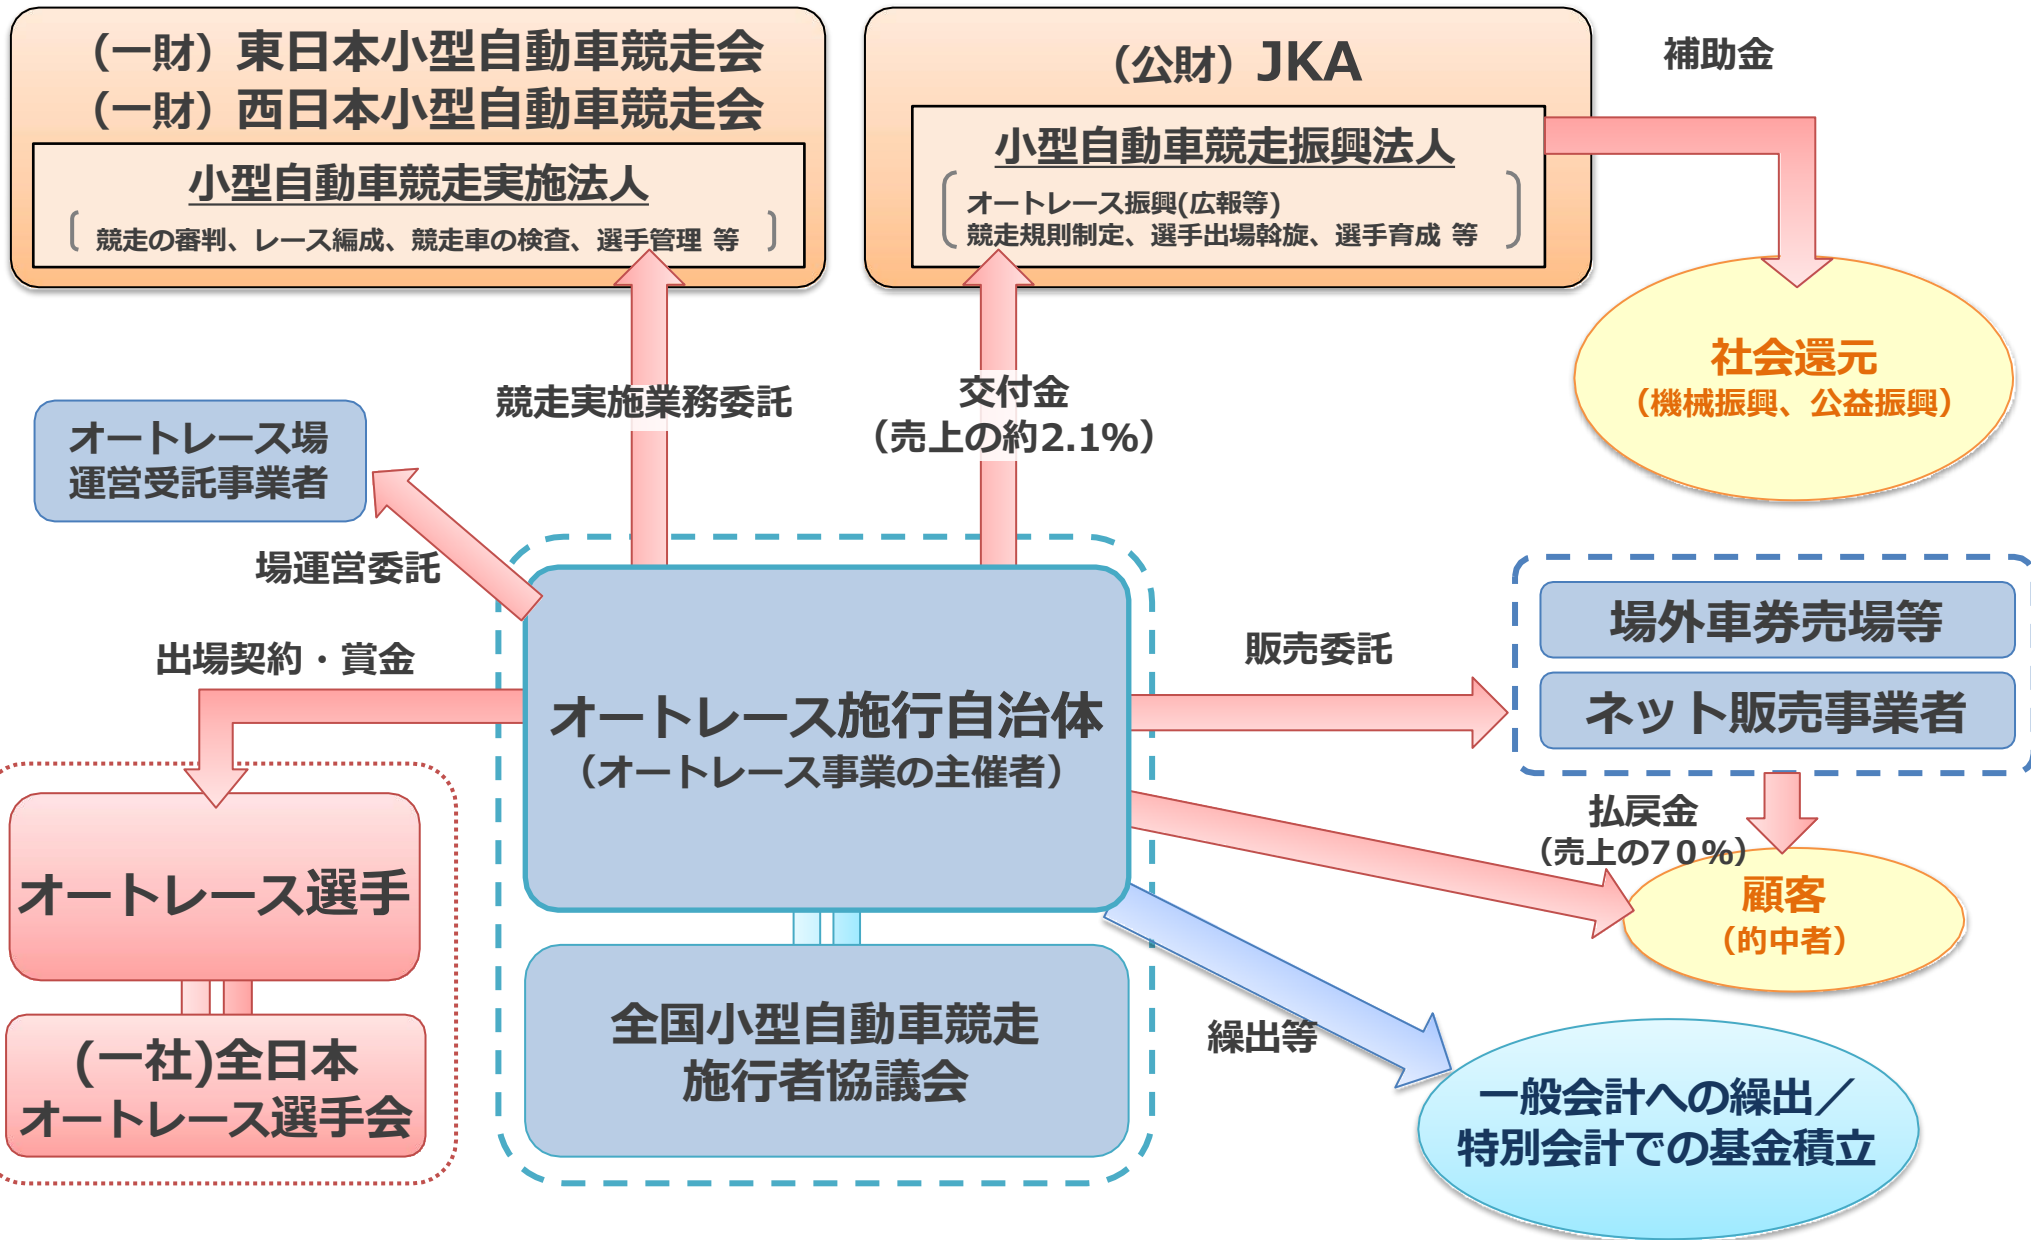 （一財）東日本小型自動車競走会
（一財）西日本小型自動車競走会
小型自動車競走実施法人
競走の審判、レース編成、競走車の検査、選手管理 等
（公財）JKA
小型自動車競走振興法人
オートレース振興(広報等)
競走規則制定、選手出場斡旋、選手育成 等
補助金
社会還元
（機械振興、公益振興）
競走実施業務委託
交付金
（売上の約2.1%）
オートレース場
運営受託事業者
場運営委託
出場契約・賞金
オートレース施行自治体
（オートレース事業の主催者）
販売委託
場外車券売場等
ネット販売事業者
払戻金
（売上の７０％）
顧客
（的中者）
オートレース選手
(一社)全日本
オートレース選手会
全国小型自動車競走
施行者協議会
繰出等
一般会計への繰出／
特別会計での基金積立